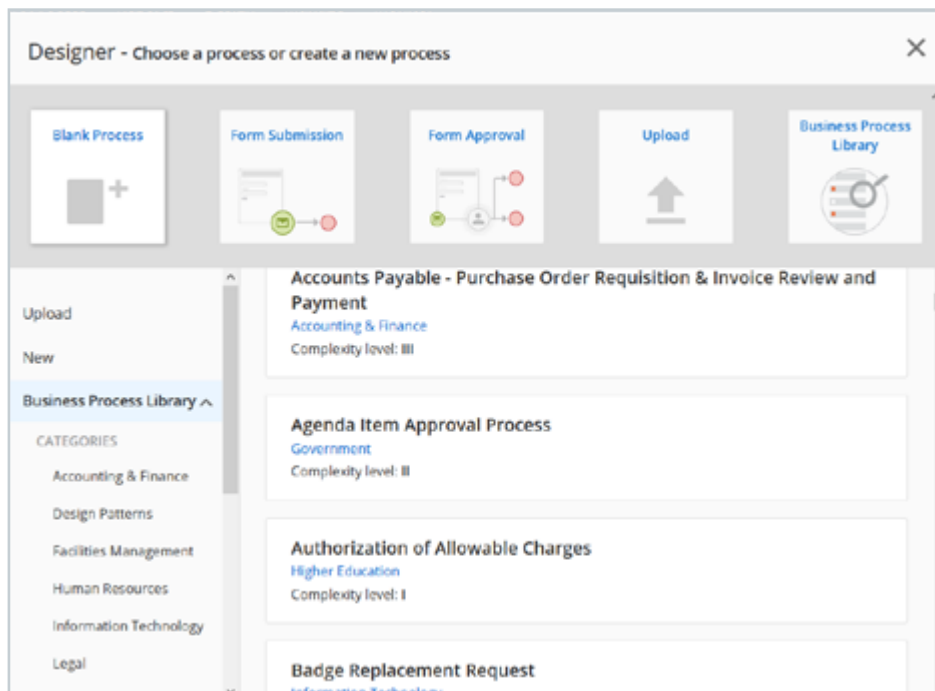 Designer - Choose a process or create a new process
Blank Process
Form Submission
Form Approval
Upload
Business Process
Library
Upload
New
Business Process Library
CATEGORIES
Accounting & Finance
Design Patterns
Facilities Management
Human Resources
Information Technology
Legal
Accounts Payable - Purchase Order Requisition & Invoice Review and
Payment
Accounting & Finance
Complexity level: III
Agenda Item Approval Process
Government
Complexity level: II
Authorization of Allowable Charges
Higher Education
Complexity level: I
Badge Replacement Request
Information Technology